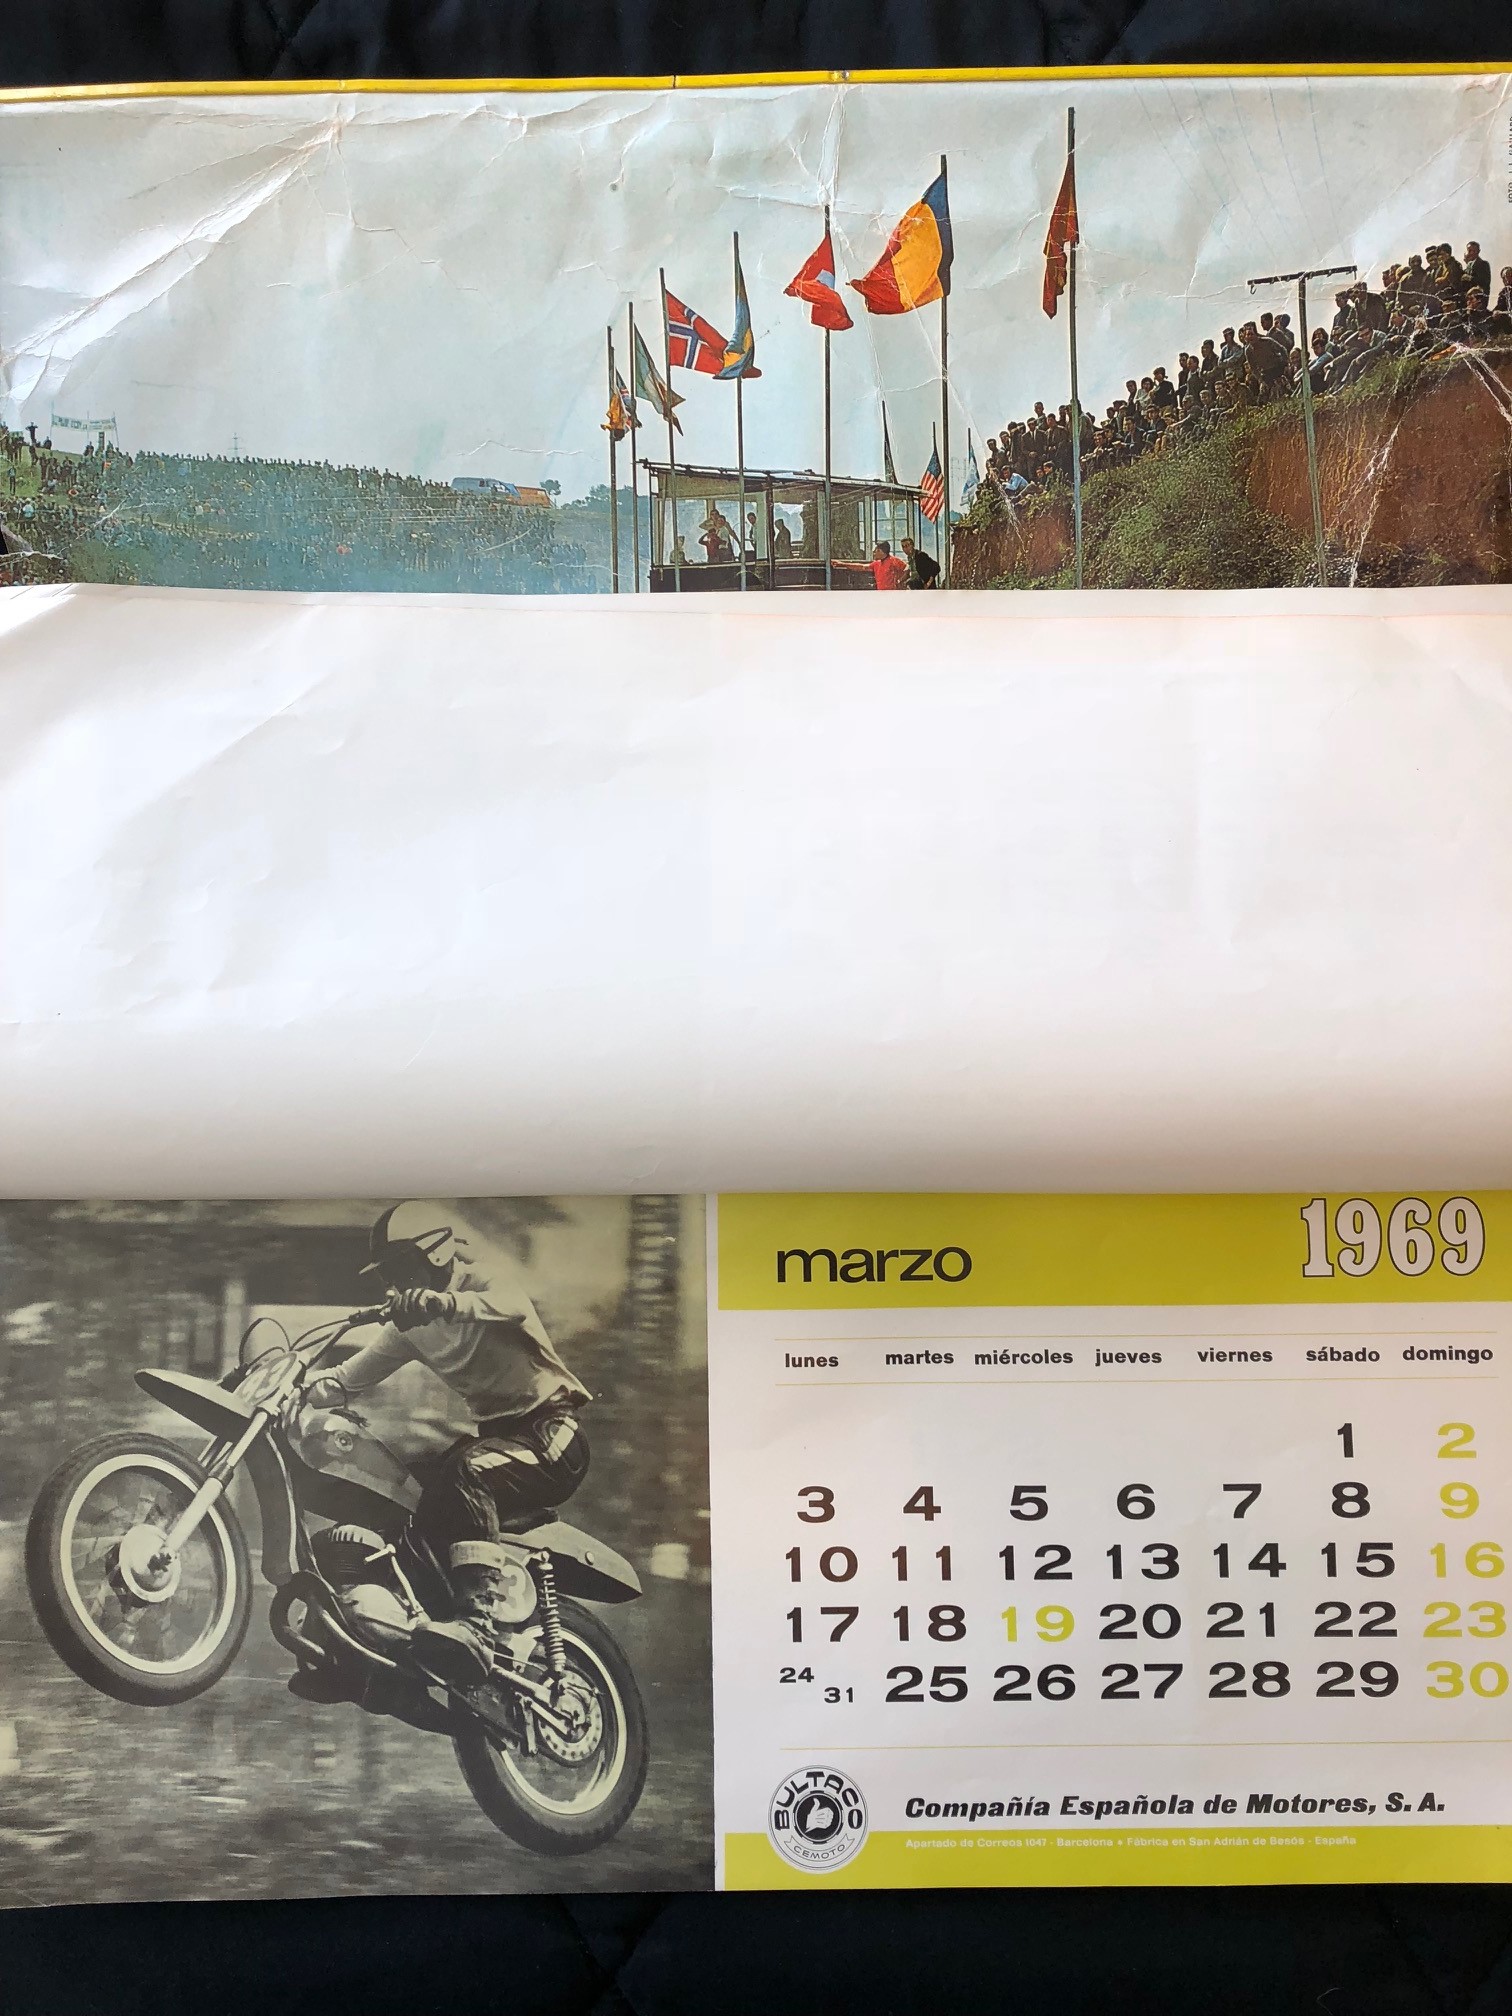 marzo
1969
lunes martes miércoles jueves viernes sábado domingo
1 2
3 4 5 6 7 8 9
10 11 12 13 14 15 16
17 18 19 20 21 22 23
24 31 25 26 27 28 29 30
BULTACO
CEMOTO
Compañía Española de Motores, S. A.
Apartado de Correos 1047 - Barcelona • Fábrica en San Adrián de Besós - España